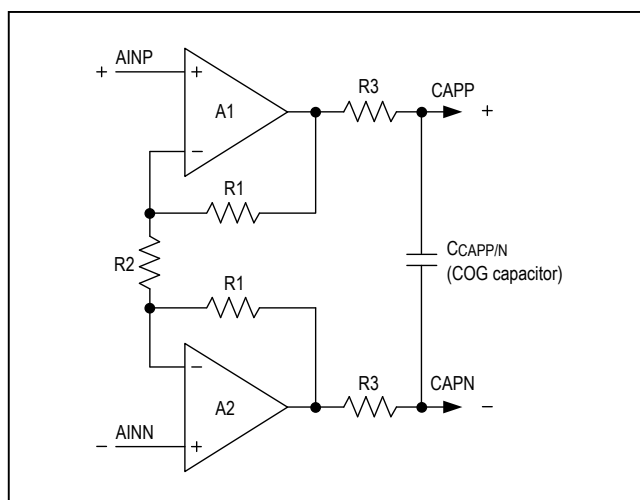 AINP
+
+
A1
−
R3
CAPP
+
R1
R2
CCAPP/N
(COG capacitor)
R1
−
A2
R3
CAPN
−
−
AINN
+